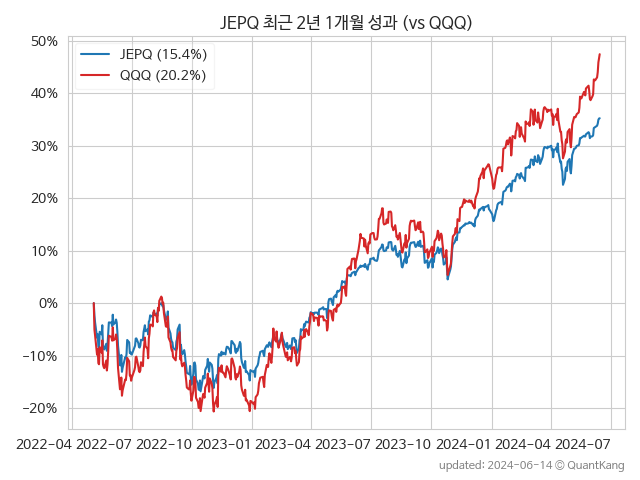 JEPQ 최근 2년 1개월 성과 (vs QQQ)
JEPQ (15.4%)
QQQ (20.2%)
50%
40%
30%
20%
10%
0%
−10%
−20%
2022-04 2022-07 2022-10 2023-01 2023-03 2023-07 2023-10 2024-01 2024-04 2024-07
updated: 2024-06-14 © QuantKang